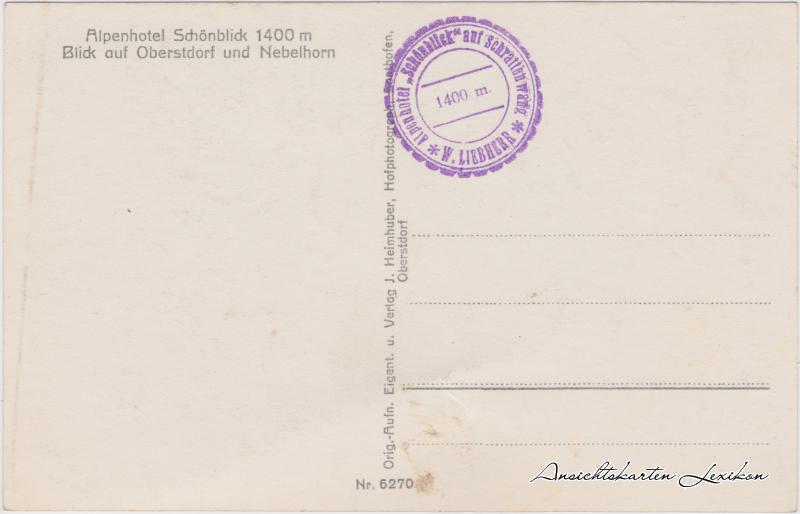 Alpenhotel Schönblick 1400 m
Blick auf Oberstdorf und Nebelhorn
Alpenhotel „Schönblick“ auf Schrattenwang
1400 m.
* W. LIEBHERR *
Orig.-Aufn. Eigent. u. Verlag J. Heimhuber, Hofphotograph, Sonthofen,
Oberstdorf
Nr. 6270
Ansichtskarten Lexikon